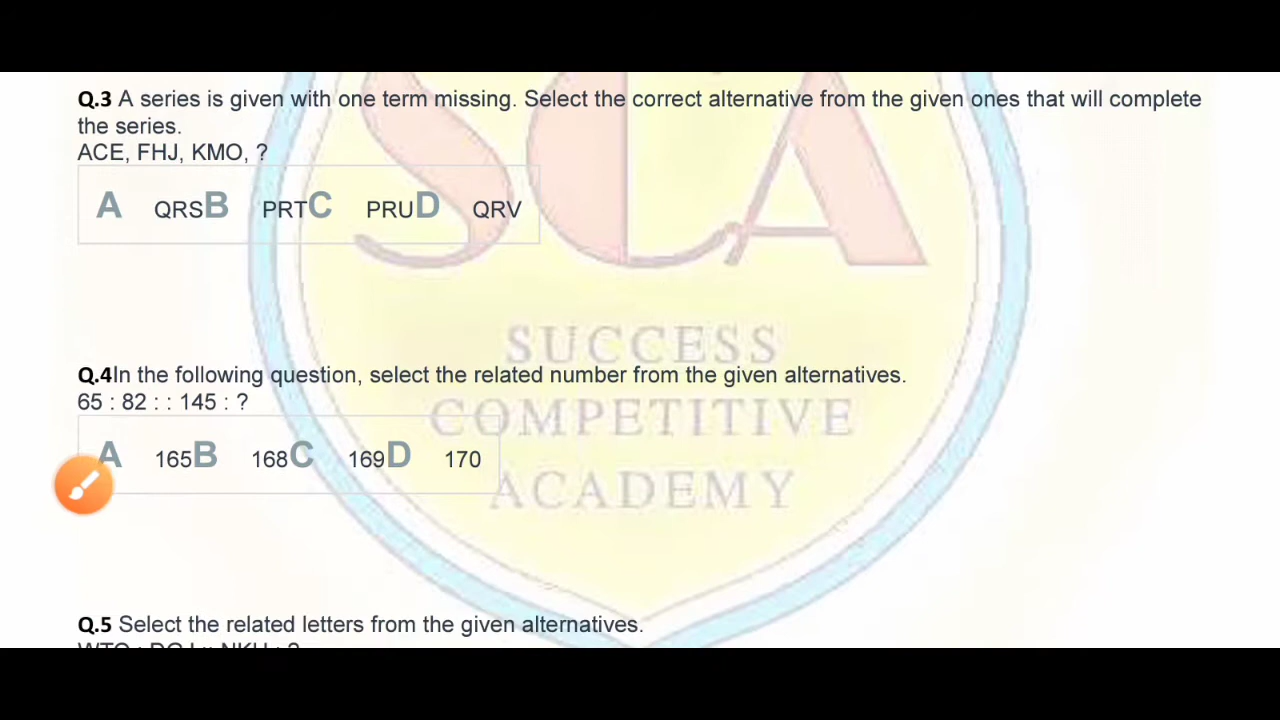 Q.3 A series is given with one term missing. Select the correct alternative from the given ones that will complete
the series.
ACE, FHJ, KMO, ?
A QRS B PRT C PRU D QRV
SUCCESS
Q.4In the following question, select the related number from the given alternatives.
65 : 82 : : 145 : ?
COMPETITIVE
A 165 B 168 C 169 D 170
ACADEMY
Q.5 Select the related letters from the given alternatives.